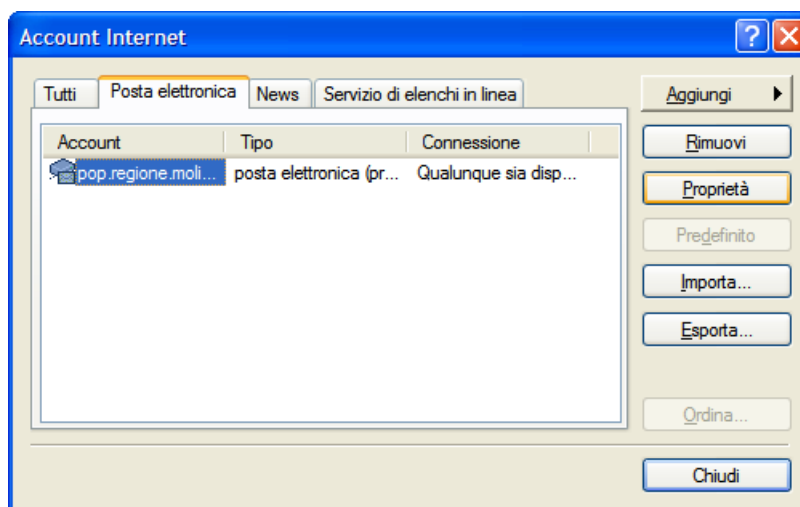 Account Internet
Tutti Posta elettronica News Servizio di elenchi in linea
Aggiungi
Account Tipo Connessione
Rimuovi
pop.regione.moli... posta elettronica (pr... Qualunque sia disp...
Proprietà
Predefinito
Importa...
Esporta...
Ordina...
Chiudi